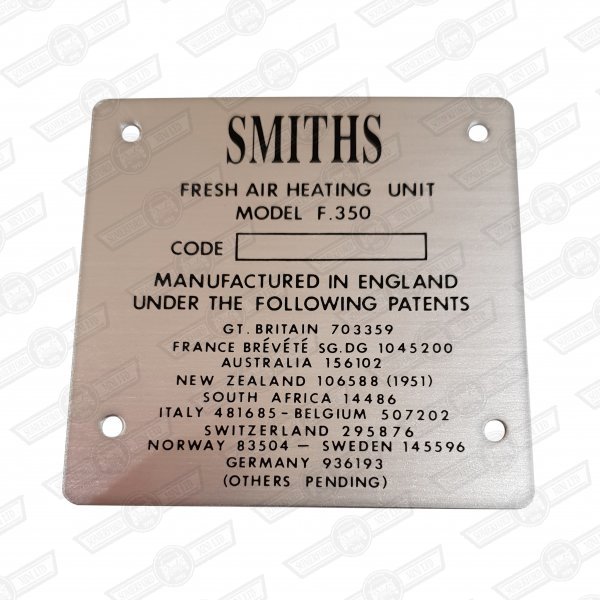 SMITHS
FRESH AIR HEATING UNIT
MODEL F.350
CODE
MANUFACTURED IN ENGLAND
UNDER THE FOLLOWING PATENTS
GT. BRITAIN 703359
FRANCE BRÉVÉTÉ SG.DG 1045200
AUSTRALIA 156102
NEW ZEALAND 106588 (1951)
SOUTH AFRICA 14486
ITALY 481685 - BELGIUM 507202
SWITZERLAND 295876
NORWAY 83504 — SWEDEN 145596
GERMANY 936193
(OTHERS PENDING)